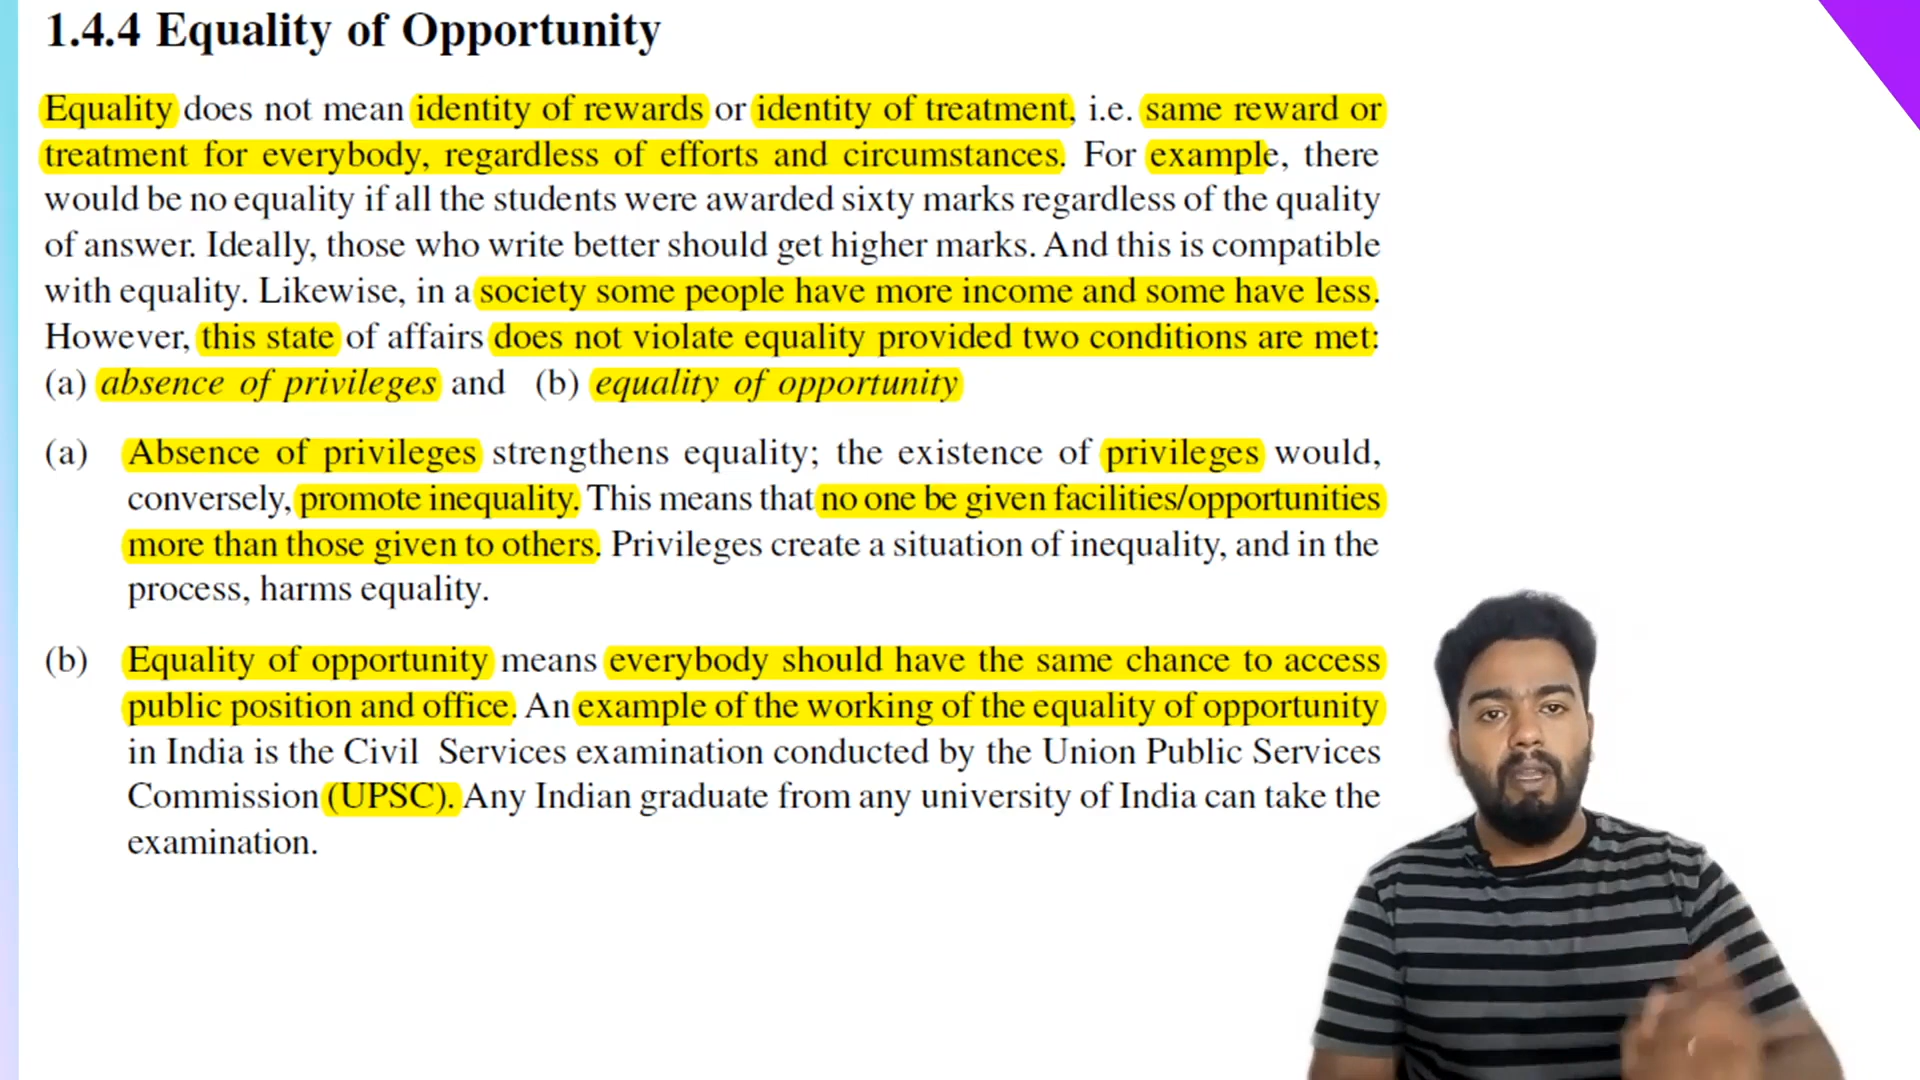 1.4.4 Equality of Opportunity
Equality does not mean identity of rewards or identity of treatment, i.e. same reward or
treatment for everybody, regardless of efforts and circumstances. For example, there
would be no equality if all the students were awarded sixty marks regardless of the quality
of answer. Ideally, those who write better should get higher marks. And this is compatible
with equality. Likewise, in a society some people have more income and some have less.
However, this state of affairs does not violate equality provided two conditions are met:
(a) absence of privileges and (b) equality of opportunity
(a) Absence of privileges strengthens equality; the existence of privileges would,
conversely, promote inequality. This means that no one be given facilities/opportunities
more than those given to others. Privileges create a situation of inequality, and in the
process, harms equality.
(b) Equality of opportunity means everybody should have the same chance to access
public position and office. An example of the working of the equality of opportunity
in India is the Civil Services examination conducted by the Union Public Services
Commission (UPSC). Any Indian graduate from any university of India can take the
examination.